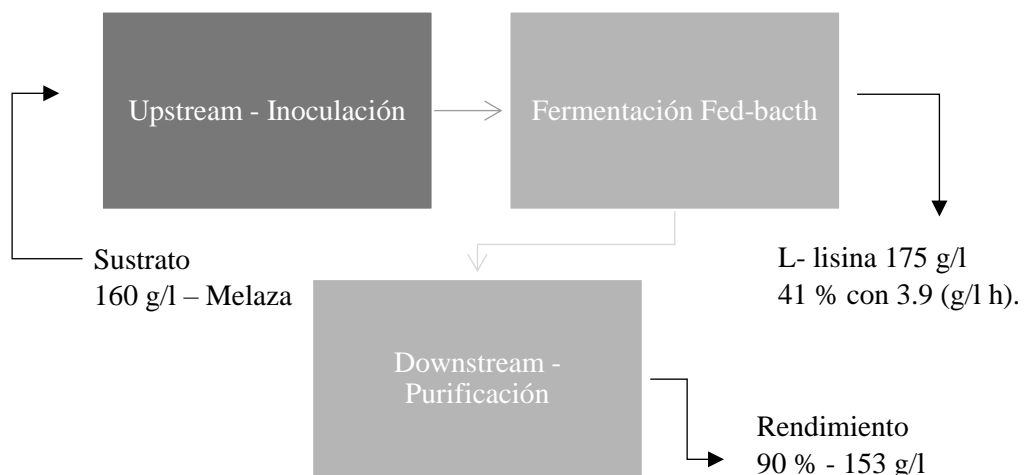 Upstream - Inoculación
Fermentación Fed-bacth
Sustrato
160 g/l – Melaza
L- lisina 175 g/l
41 % con 3.9 (g/l h).
Downstream -
Purificación
Rendimiento
90 % - 153 g/l